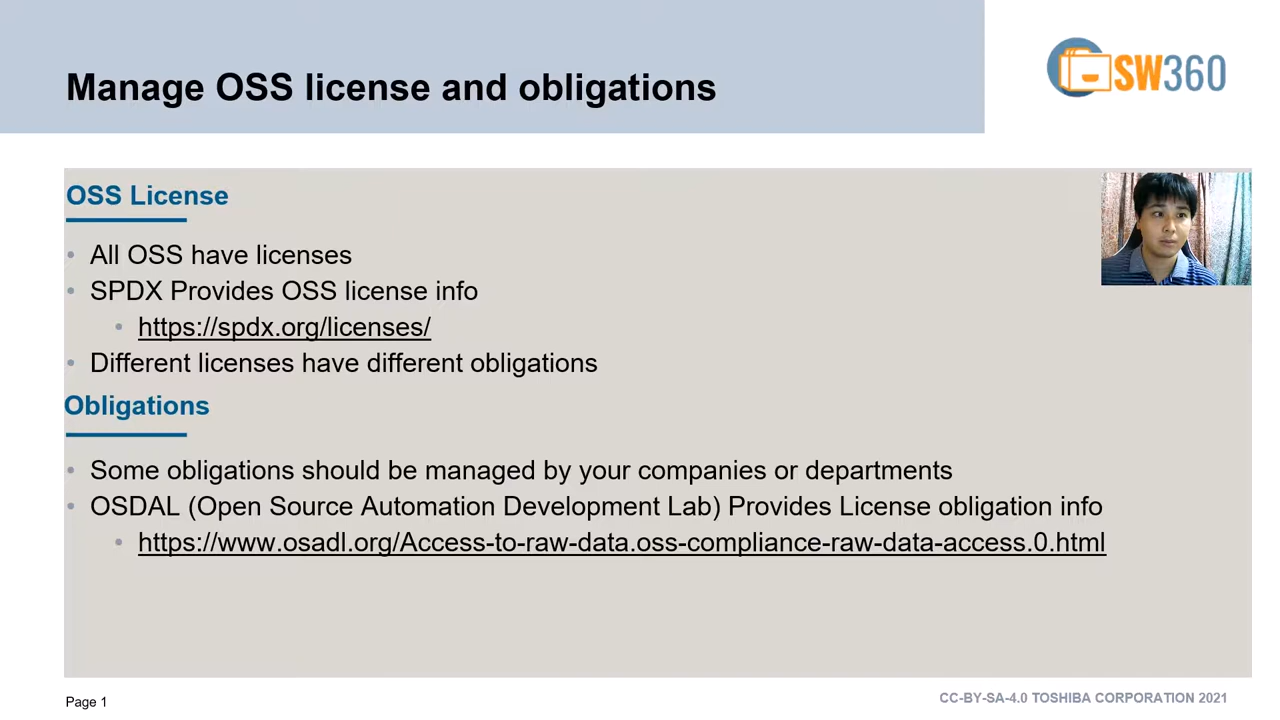 Manage OSS license and obligations
SW360
OSS License
• All OSS have licenses
• SPDX Provides OSS license info
• https://spdx.org/licenses/
• Different licenses have different obligations
Obligations
• Some obligations should be managed by your companies or departments
• OSDAL (Open Source Automation Development Lab) Provides License obligation info
• https://www.osadl.org/Access-to-raw-data.oss-compliance-raw-data-access.0.html
Page 1
CC-BY-SA-4.0 TOSHIBA CORPORATION 2021